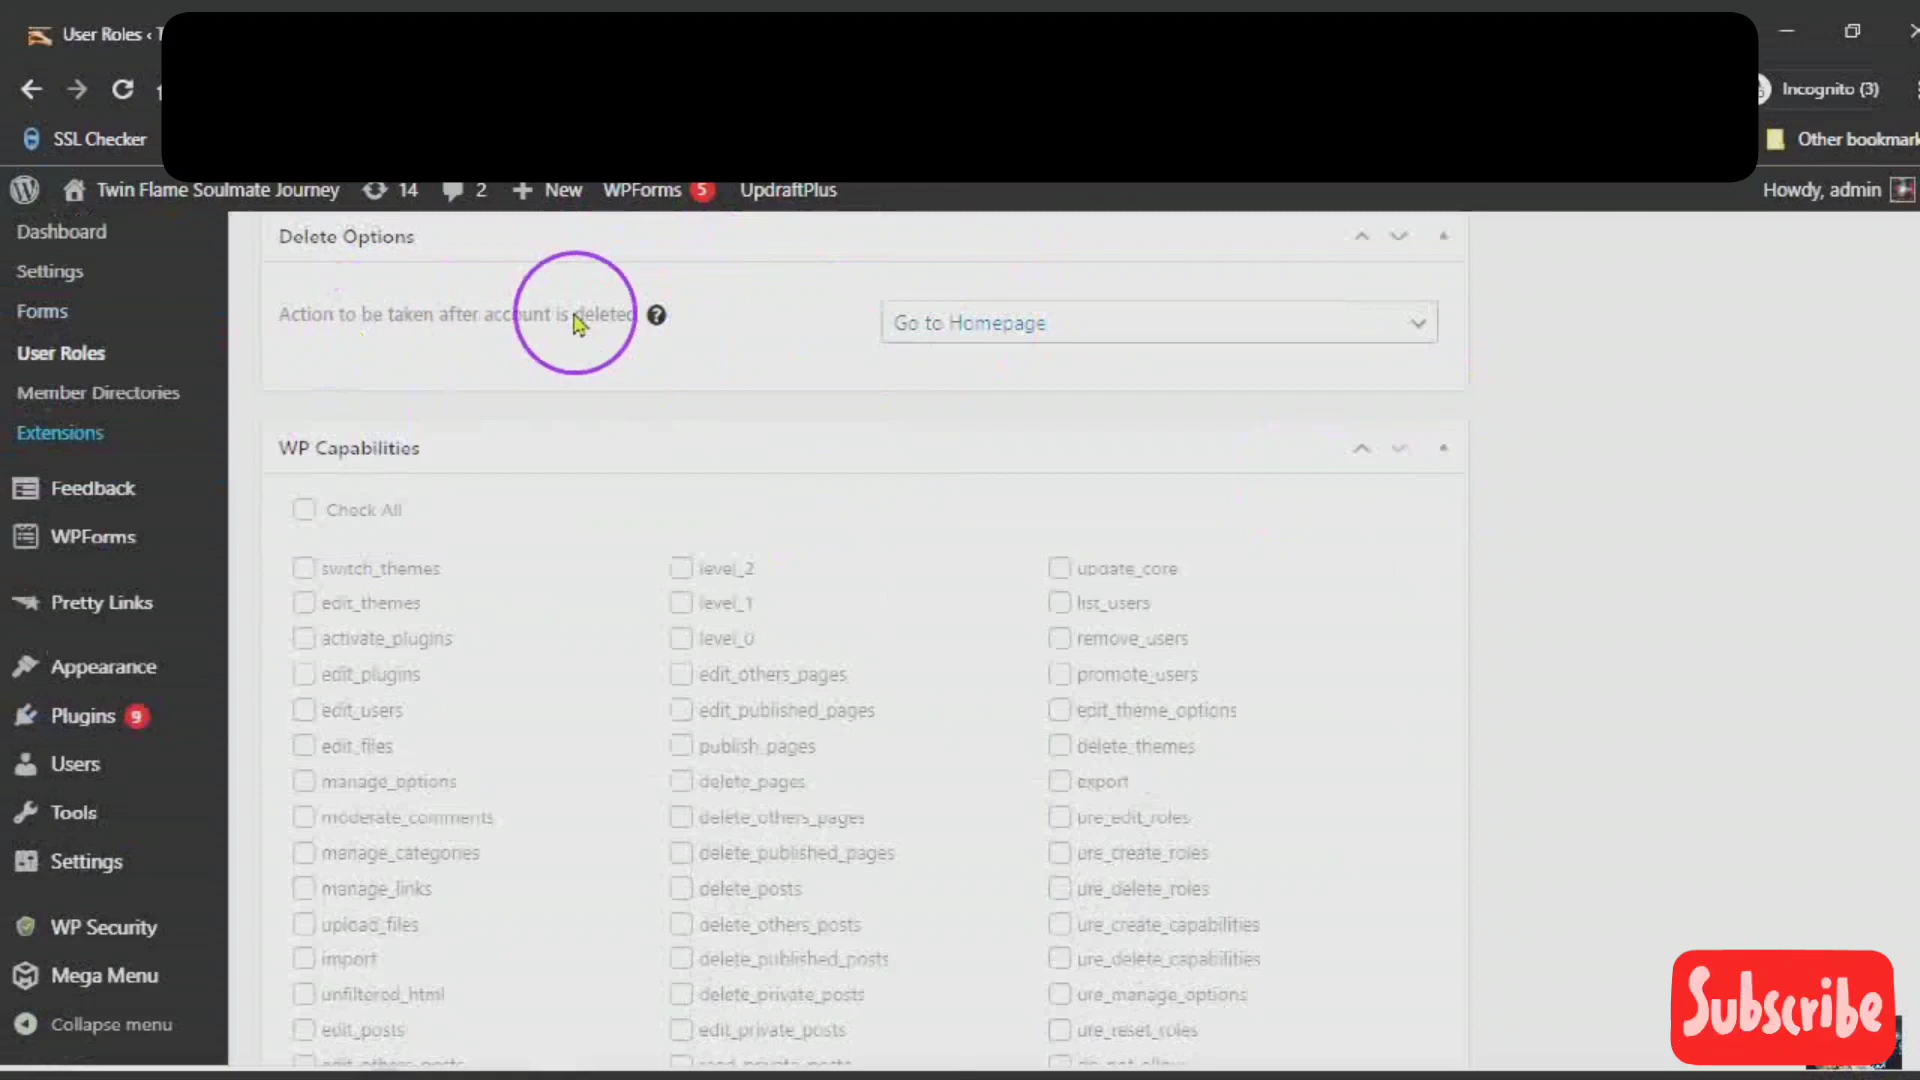 User Roles ‹ T
Incognito (3)
SSL Checker
Other bookmark
Twin Flame Soulmate Journey 14 2 New WPForms 5 UpdraftPlus
Howdy, admin
Dashboard
Settings
Forms
User Roles
Member Directories
Extensions
Feedback
WPForms
Pretty Links
Appearance
Plugins 9
Users
Tools
Settings
WP Security
Mega Menu
Collapse menu
Delete Options
Action to be taken after account is deleted ?
Go to Homepage
WP Capabilities
Check All
switch_themes level_2 update_core
edit_themes level_1 list_users
activate_plugins level_0 remove_users
edit_plugins edit_others_pages promote_users
edit_users edit_published_pages edit_theme_options
edit_files publish_pages delete_themes
manage_options delete_pages export
moderate_comments delete_others_pages ure_edit_roles
manage_categories delete_published_pages ure_create_roles
manage_links delete_posts ure_delete_roles
upload_files delete_others_posts ure_create_capabilities
import delete_published_posts ure_delete_capabilities
unfiltered_html delete_private_posts ure_manage_options
edit_posts edit_private_posts ure_reset_roles
edit_others_posts read_private_posts
Subscribe